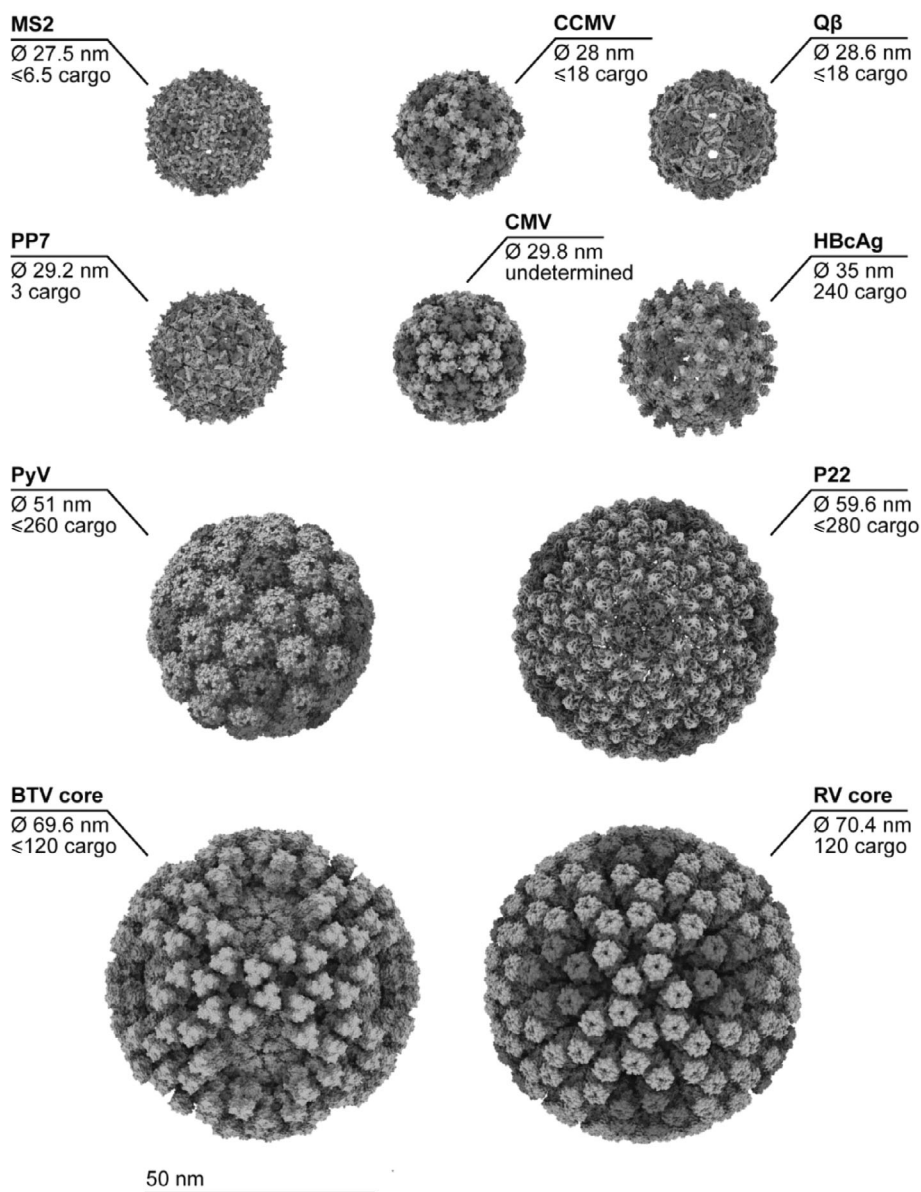 MS2
Ø 27.5 nm
≤6.5 cargo
CCMV
Ø 28 nm
≤18 cargo
Qβ
Ø 28.6 nm
≤18 cargo
PP7
Ø 29.2 nm
3 cargo
CMV
Ø 29.8 nm
undetermined
HBcAg
Ø 35 nm
240 cargo
PyV
Ø 51 nm
≤260 cargo
P22
Ø 59.6 nm
≤280 cargo
BTV core
Ø 69.6 nm
≤120 cargo
RV core
Ø 70.4 nm
120 cargo
50 nm